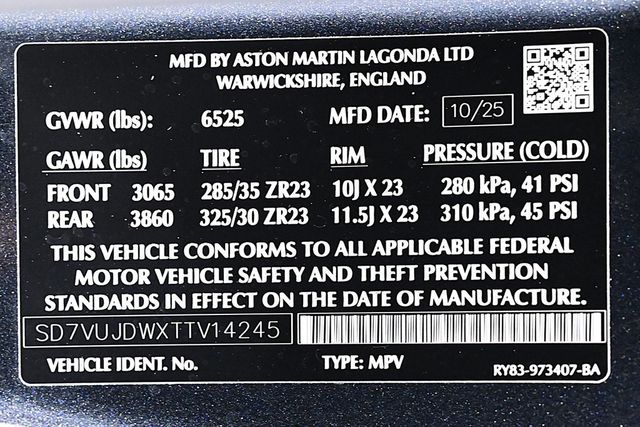 MFD BY ASTON MARTIN LAGONDA LTD
WARWICKSHIRE, ENGLAND
GVWR (lbs): 6525 MFD DATE: 10/25
GAWR (lbs) TIRE RIM PRESSURE (COLD)
FRONT 3065 285/35 ZR23 10J X 23 280 kPa, 41 PSI
REAR 3860 325/30 ZR23 11.5J X 23 310 kPa, 45 PSI
THIS VEHICLE CONFORMS TO ALL APPLICABLE FEDERAL
MOTOR VEHICLE SAFETY AND THEFT PREVENTION
STANDARDS IN EFFECT ON THE DATE OF MANUFACTURE.
SD7VUJDWXTTV14245
VEHICLE IDENT. No. TYPE: MPV RY83-973407-BA